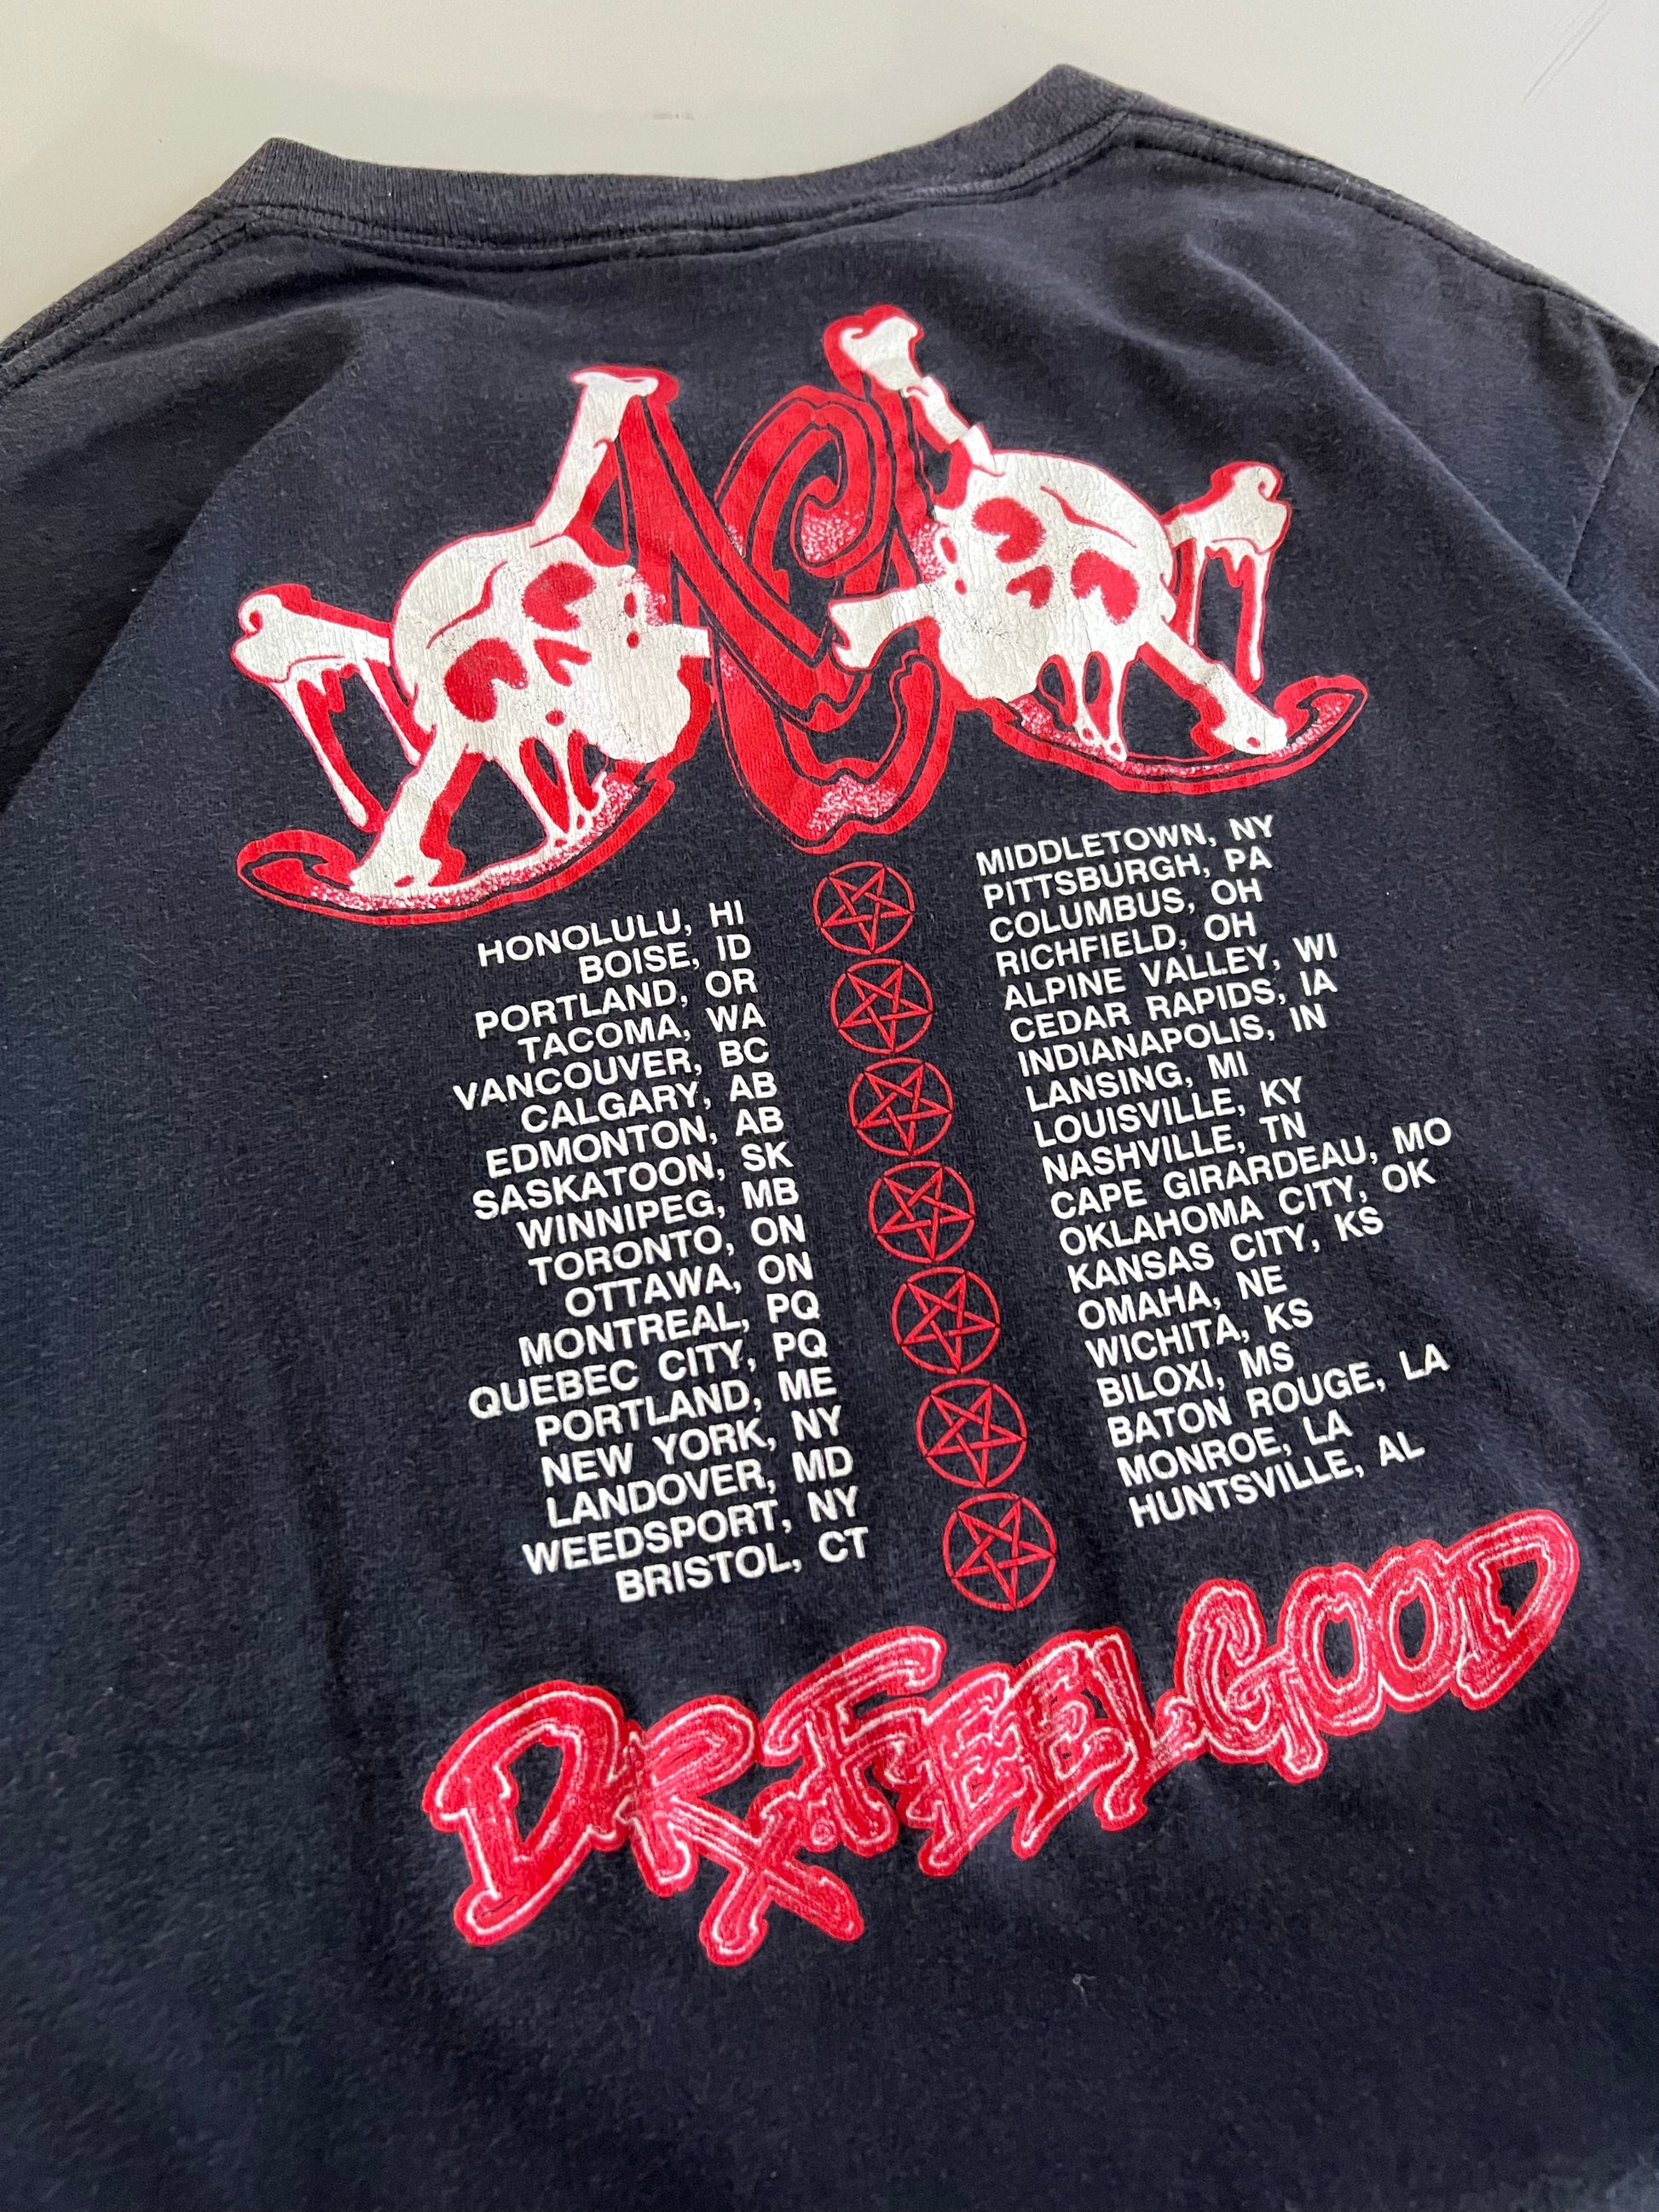 MC
HONOLULU, HI
BOISE, ID
PORTLAND, OR
TACOMA, WA
VANCOUVER, BC
CALGARY, AB
EDMONTON, AB
SASKATOON, SK
WINNIPEG, MB
TORONTO, ON
OTTAWA, ON
MONTREAL, PQ
QUEBEC CITY, PQ
PORTLAND, ME
NEW YORK, NY
LANDOVER, MD
WEEDSPORT, NY
BRISTOL, CT
MIDDLETOWN, NY
PITTSBURGH, PA
COLUMBUS, OH
RICHFIELD, OH
ALPINE VALLEY, WI
CEDAR RAPIDS, IA
INDIANAPOLIS, IN
LANSING, MI
LOUISVILLE, KY
NASHVILLE, TN
CAPE GIRARDEAU, MO
OKLAHOMA CITY, OK
KANSAS CITY, KS
OMAHA, NE
WICHITA, KS
BILOXI, MS
BATON ROUGE, LA
MONROE, LA
HUNTSVILLE, AL
DR. FEELGOOD